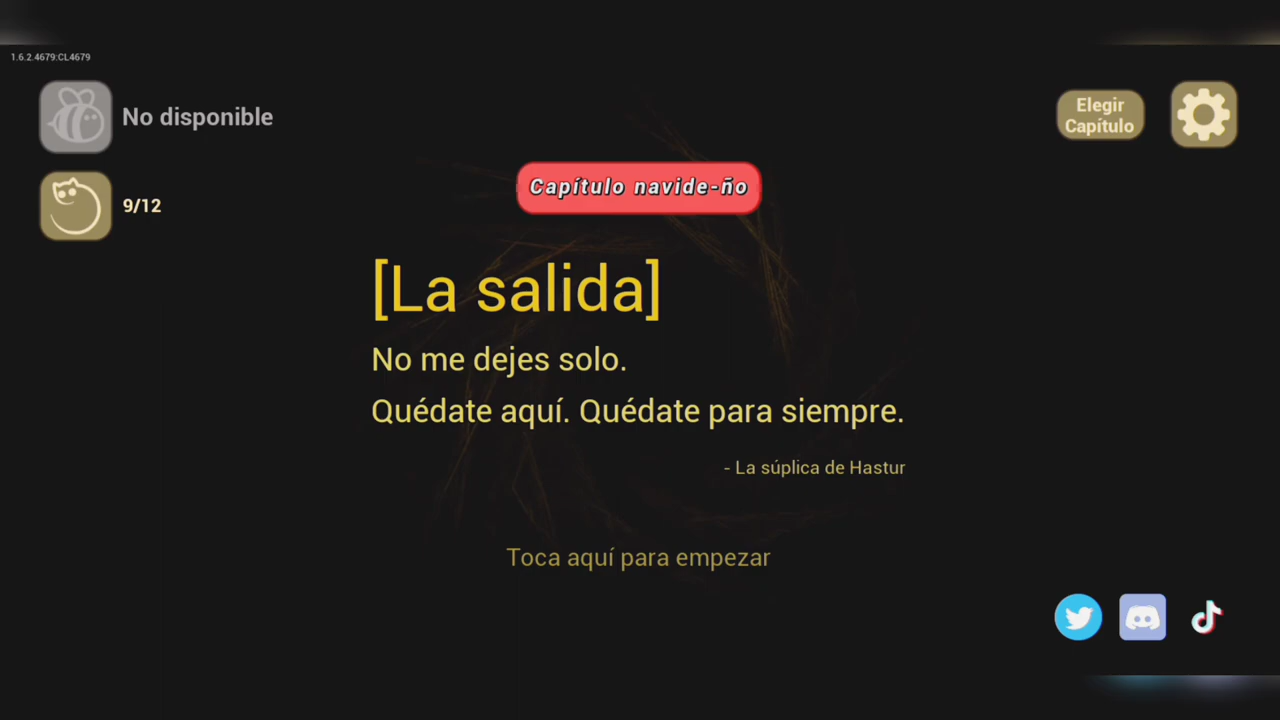 1.6.2.4679:CL4679
No disponible
Elegir
Capítulo
Capítulo navide-ño
9/12
[La salida]
No me dejes solo.
Quédate aquí. Quédate para siempre.
- La súplica de Hastur
Toca aquí para empezar